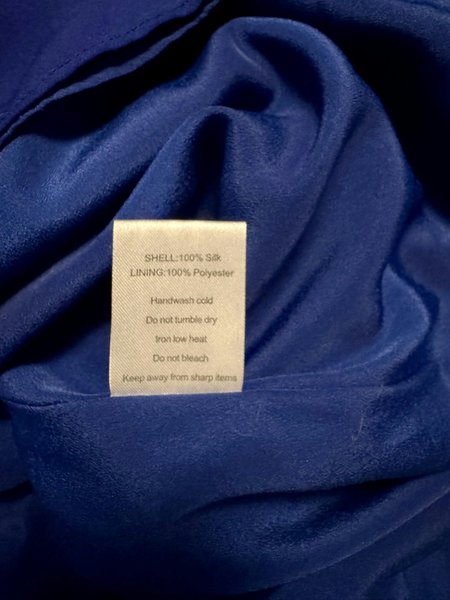 SHELL:100% Silk
LINING:100% Polyester
Handwash cold
Do not tumble dry
Iron low heat
Do not bleach
Keep away from sharp items